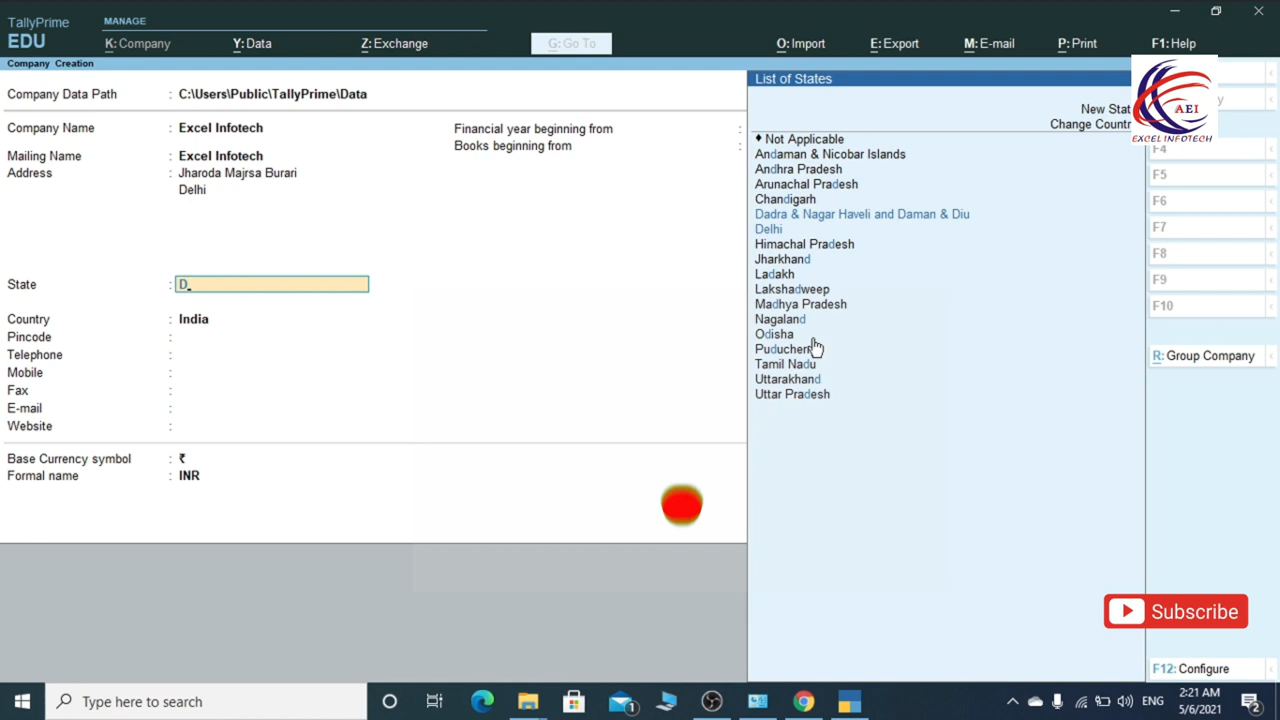 TallyPrime
EDU
MANAGE
K: Company
Y: Data
Z: Exchange
G: Go To
O: Import
E: Export
M: E-mail
P: Print
F1: Help
Company Creation
Company Data Path : C:\Users\Public\TallyPrime\Data
Company Name : Excel Infotech
Financial year beginning from :
Books beginning from :
Mailing Name : Excel Infotech
Address : Jharoda Majrsa Burari
Delhi
State : D
Country : India
Pincode :
Telephone :
Mobile :
Fax :
E-mail :
Website :
Base Currency symbol : ₹
Formal name : INR
List of States
New Stat
Change Countr
♦ Not Applicable
Andaman & Nicobar Islands
Andhra Pradesh
Arunachal Pradesh
Chandigarh
Dadra & Nagar Haveli and Daman & Diu
Delhi
Himachal Pradesh
Jharkhand
Ladakh
Lakshadweep
Madhya Pradesh
Nagaland
Odisha
Puducherr
Tamil Nadu
Uttarakhand
Uttar Pradesh
AEI
EXCEL INFOTECH
y
F4
F5
F6
F7
F8
F9
F10
R: Group Company
Subscribe
F12: Configure
Type here to search
1
ENG
2:21 AM
5/6/2021
2